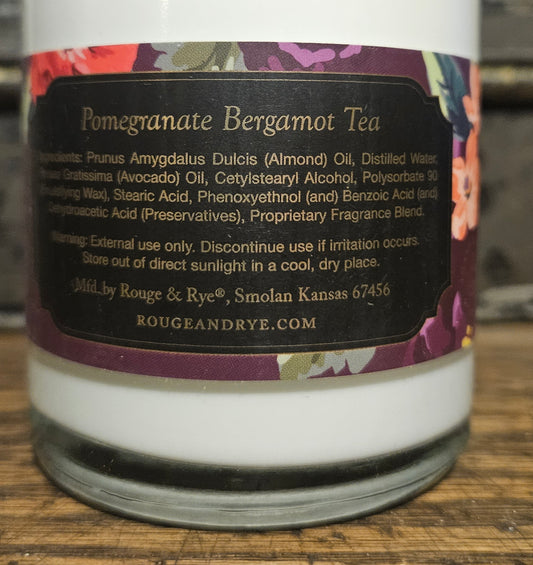 Pomegranate Bergamot Tea
Ingredients: Prunus Amygdalus Dulcis (Almond) Oil, Distilled Water,
Persea Gratissima (Avocado) Oil, Cetylstearyl Alcohol, Polysorbate 90
(Emulsifying Wax), Stearic Acid, Phenoxyethnol (and) Benzoic Acid (and)
Dehydroacetic Acid (Preservatives), Proprietary Fragrance Blend.
Warning: External use only. Discontinue use if irritation occurs.
Store out of direct sunlight in a cool, dry place.
Mfd by Rouge & Rye®, Smolan Kansas 67456
ROUGEANDRYE.COM